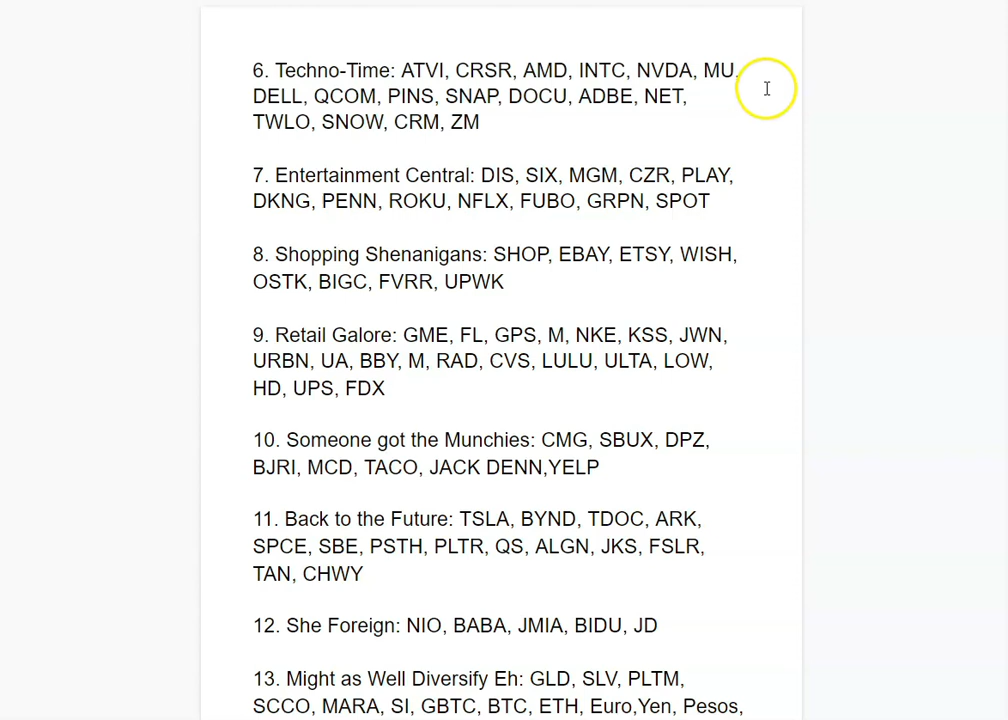 6. Techno-Time: ATVI, CRSR, AMD, INTC, NVDA, MU,
DELL, QCOM, PINS, SNAP, DOCU, ADBE, NET,
TWLO, SNOW, CRM, ZM
7. Entertainment Central: DIS, SIX, MGM, CZR, PLAY,
DKNG, PENN, ROKU, NFLX, FUBO, GRPN, SPOT
8. Shopping Shenanigans: SHOP, EBAY, ETSY, WISH,
OSTK, BIGC, FVRR, UPWK
9. Retail Galore: GME, FL, GPS, M, NKE, KSS, JWN,
URBN, UA, BBY, M, RAD, CVS, LULU, ULTA, LOW,
HD, UPS, FDX
10. Someone got the Munchies: CMG, SBUX, DPZ,
BJRI, MCD, TACO, JACK DENN,YELP
11. Back to the Future: TSLA, BYND, TDOC, ARK,
SPCE, SBE, PSTH, PLTR, QS, ALGN, JKS, FSLR,
TAN, CHWY
12. She Foreign: NIO, BABA, JMIA, BIDU, JD
13. Might as Well Diversify Eh: GLD, SLV, PLTM,
SCCO, MARA, SI, GBTC, BTC, ETH, Euro,Yen, Pesos,